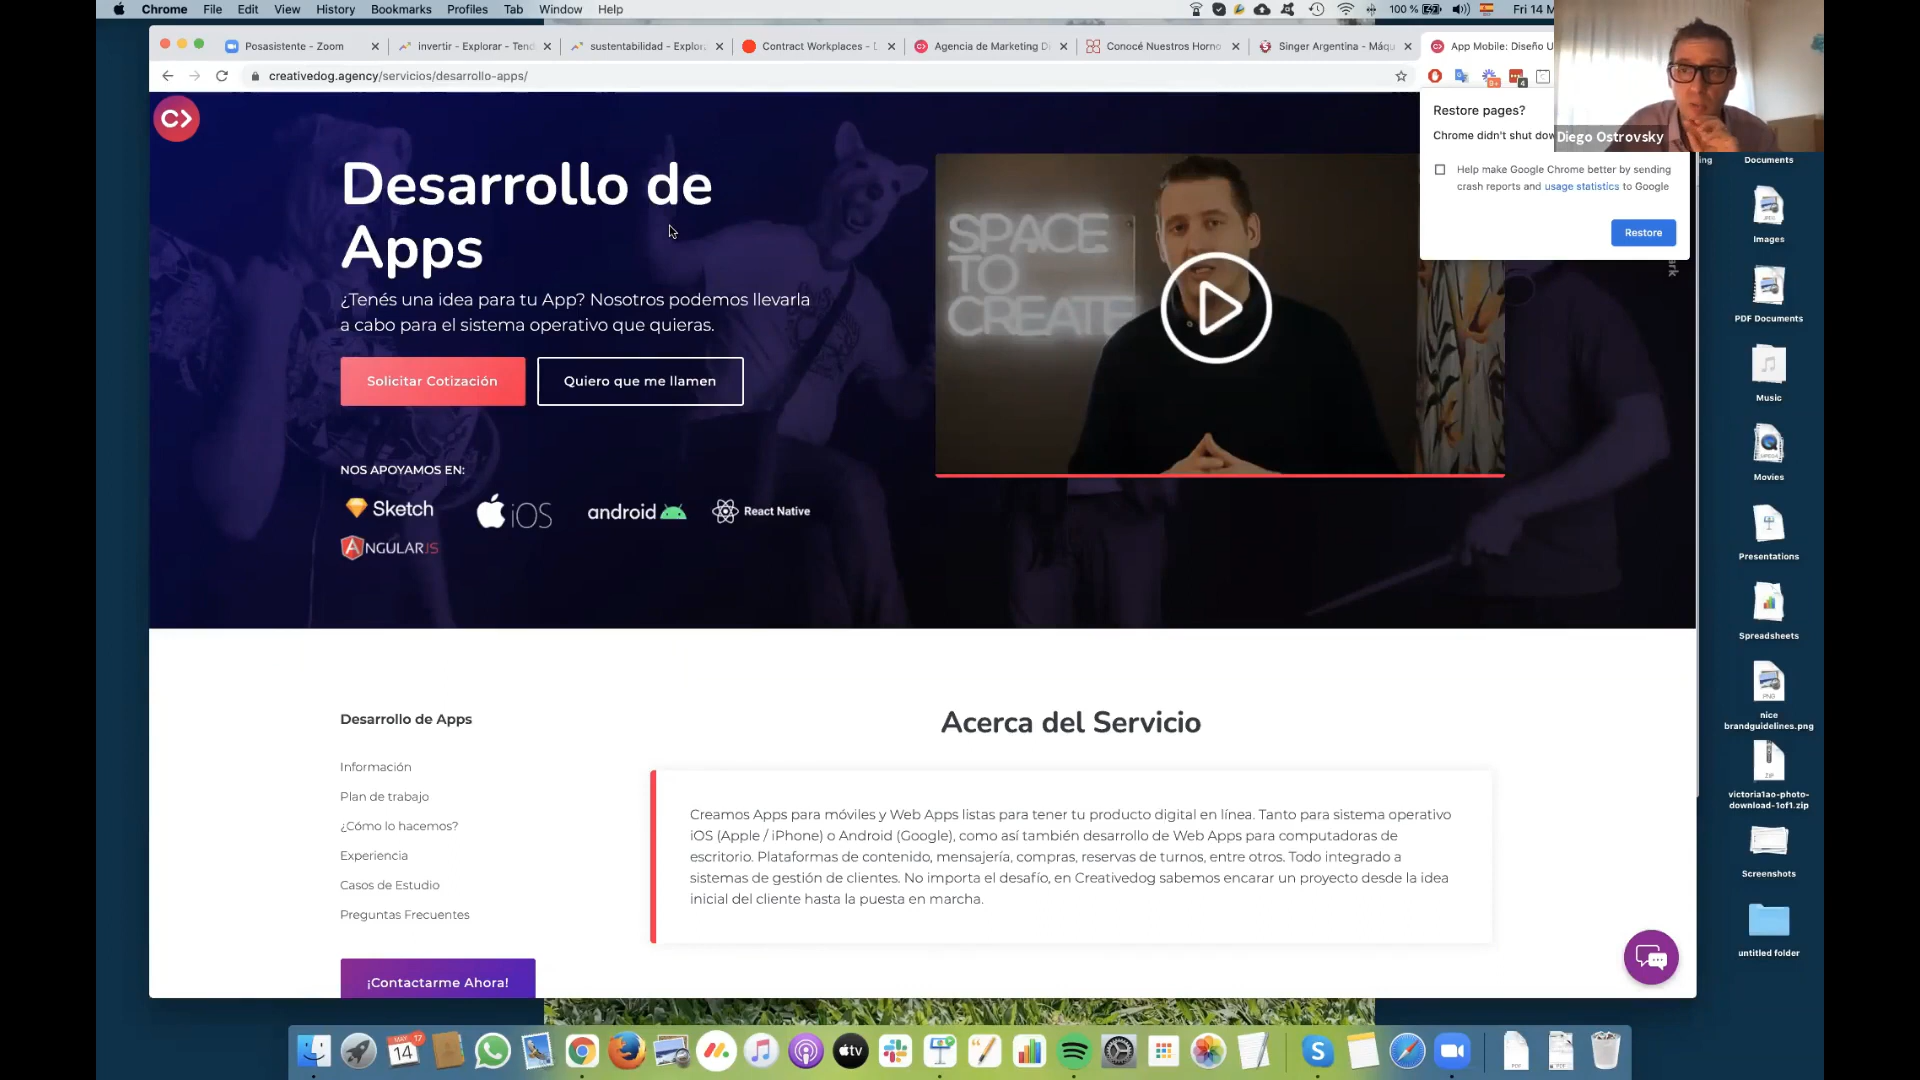 Chrome File Edit View History Bookmarks Profiles Tab Window Help
100 % Fri 14 M
Posasistente - Zoom
invertir - Explorar - Tend
sustentabilidad - Explor
Contract Workplaces -
Agencia de Marketing D
Conocé Nuestros Horno
Singer Argentina - Máqu
App Mobile: Diseño U
creativedog.agency/servicios/desarrollo-apps/
9+
4
Diego Ostrovsky
Restore pages?
Chrome didn't shut dow
Help make Google Chrome better by sending
crash reports and usage statistics to Google
Restore
Desarrollo de
Apps
¿Tenés una idea para tu App? Nosotros podemos llevarla
a cabo para el sistema operativo que quieras.
Solicitar Cotización
Quiero que me llamen
NOS APOYAMOS EN:
Sketch
iOS
android
React Native
ANGULARJS
SPACE
TO
CREATE
Desarrollo de Apps
Información
Plan de trabajo
¿Cómo lo hacemos?
Experiencia
Casos de Estudio
Preguntas Frecuentes
¡Contactarme Ahora!
Acerca del Servicio
Creamos Apps para móviles y Web Apps listas para tener tu producto digital en línea. Tanto para sistema operativo
iOS (Apple / iPhone) o Android (Google), como así también desarrollo de Web Apps para computadoras de
escritorio. Plataformas de contenido, mensajería, compras, reservas de turnos, entre otros. Todo integrado a
sistemas de gestión de clientes. No importa el desafío, en Creativedog sabemos encarar un proyecto desde la idea
inicial del cliente hasta la puesta en marcha.
Documents
Images
PDF Documents
Music
Movies
Presentations
Spreadsheets
nice
brandguidelines.png
victoria1ao-photo-
download-1of1.zip
Screenshots
untitled folder
MAY
14
17
tv